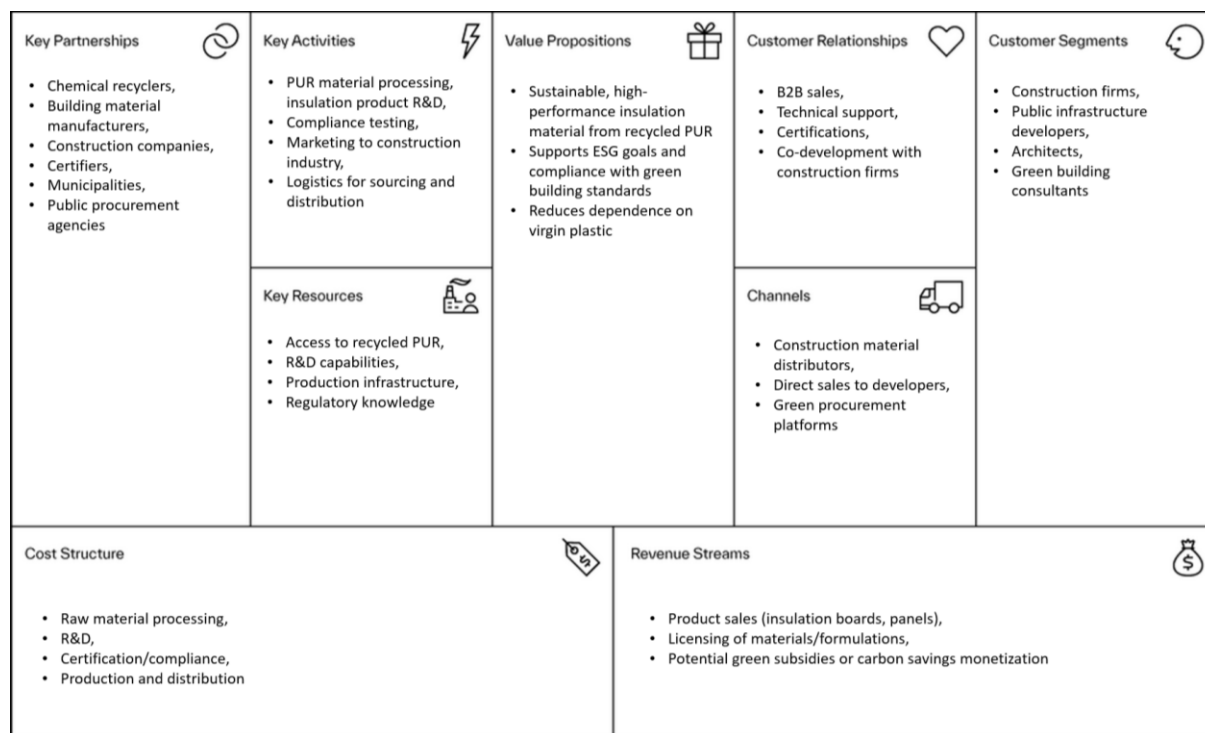 Key Partnerships
• Chemical recyclers,
• Building material
manufacturers,
• Construction companies,
• Certifiers,
• Municipalities,
• Public procurement
agencies
Key Activities
• PUR material processing,
insulation product R&D,
• Compliance testing,
• Marketing to construction
industry,
• Logistics for sourcing and
distribution
Key Resources
• Access to recycled PUR,
• R&D capabilities,
• Production infrastructure,
• Regulatory knowledge
Value Propositions
• Sustainable, high-
performance insulation
material from recycled PUR
• Supports ESG goals and
compliance with green
building standards
• Reduces dependence on
virgin plastic
Customer Relationships
• B2B sales,
• Technical support,
• Certifications,
• Co-development with
construction firms
Channels
• Construction material
distributors,
• Direct sales to developers,
• Green procurement
platforms
Customer Segments
• Construction firms,
• Public infrastructure
developers,
• Architects,
• Green building
consultants
Cost Structure
• Raw material processing,
• R&D,
• Certification/compliance,
• Production and distribution
Revenue Streams
• Product sales (insulation boards, panels),
• Licensing of materials/formulations,
• Potential green subsidies or carbon savings monetization